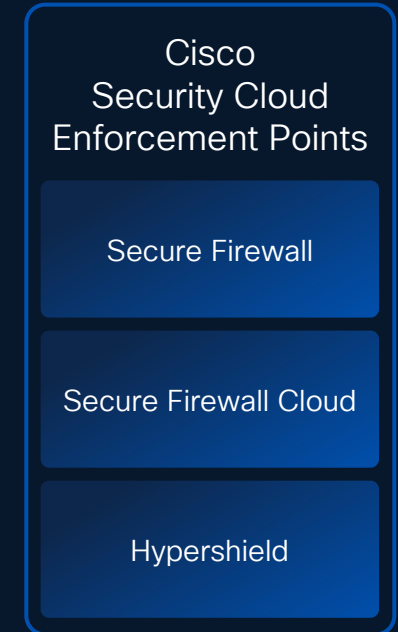 Cisco
Security Cloud
Enforcement Points
Secure Firewall
Secure Firewall Cloud
Hypershield